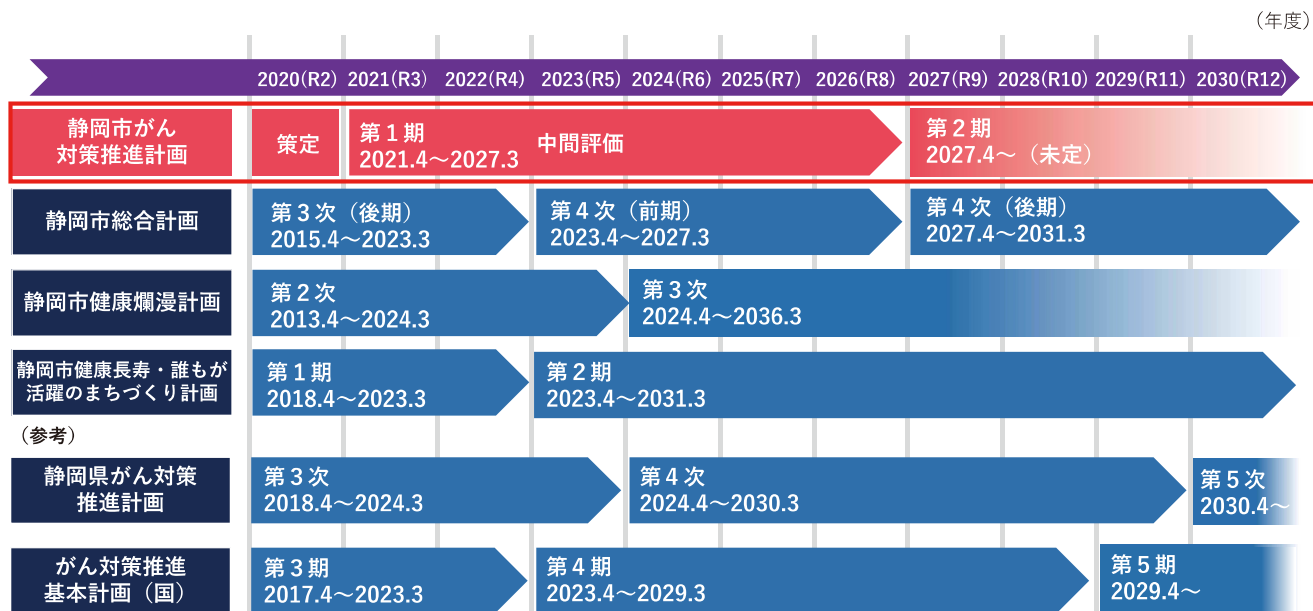 （年度）
2020(R2) 2021(R3) 2022(R4) 2023(R5) 2024(R6) 2025(R7) 2026(R8) 2027(R9) 2028(R10) 2029(R11) 2030(R12)
静岡市がん
対策推進計画
策定
第１期
2021.4～2027.3
中間評価
第２期
2027.4～（未定）
静岡市総合計画
第３次（後期）
2015.4～2023.3
第４次（前期）
2023.4～2027.3
第４次（後期）
2027.4～2031.3
静岡市健康爛漫計画
第２次
2013.4～2024.3
第３次
2024.4～2036.3
静岡市健康長寿・誰もが
活躍のまちづくり計画
第１期
2018.4～2023.3
第２期
2023.4～2031.3
（参考）
静岡県がん対策
推進計画
第３次
2018.4～2024.3
第４次
2024.4～2030.3
第５次
2030.4～
がん対策推進
基本計画（国）
第３期
2017.4～2023.3
第４期
2023.4～2029.3
第５期
2029.4～